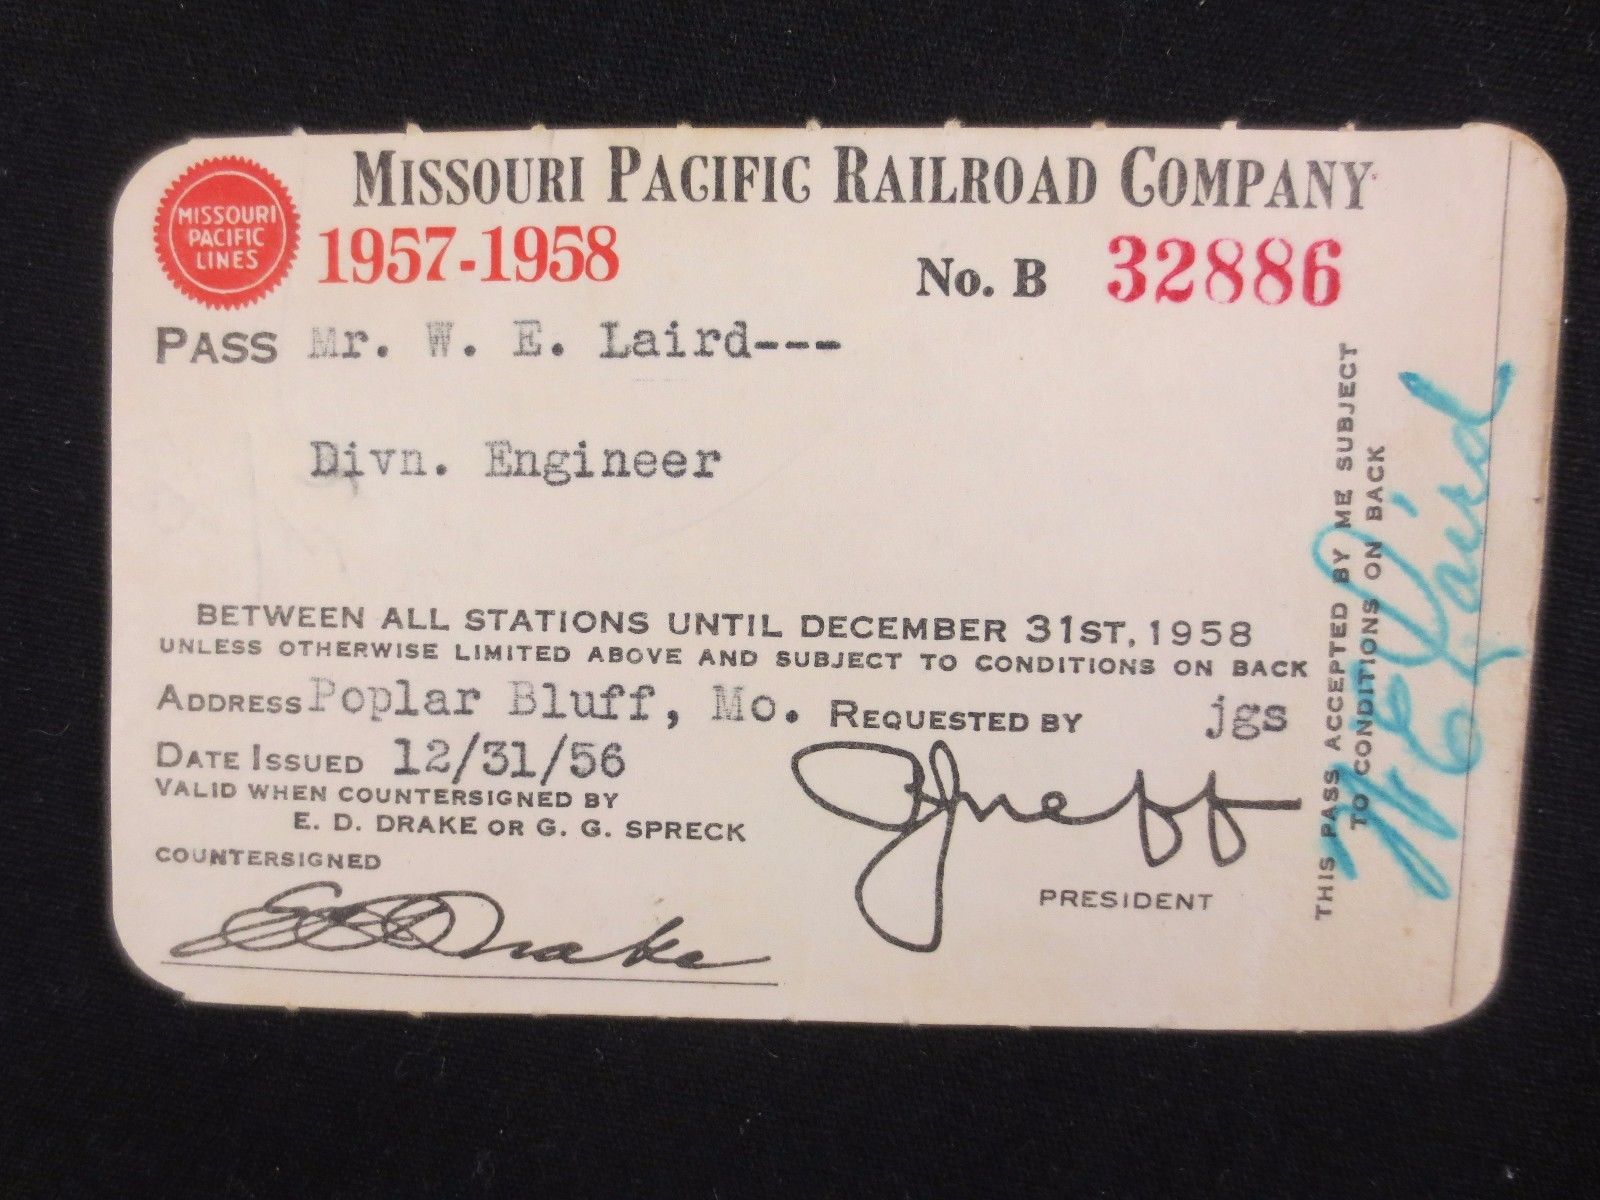 MISSOURI PACIFIC RAILROAD COMPANY
MISSOURI
PACIFIC
LINES
1957-1958
No. B 32886
PASS Mr. W. E. Laird---
Divn. Engineer
BETWEEN ALL STATIONS UNTIL DECEMBER 31ST, 1958
UNLESS OTHERWISE LIMITED ABOVE AND SUBJECT TO CONDITIONS ON BACK
ADDRESS Poplar Bluff, Mo. REQUESTED BY jgs
DATE ISSUED 12/31/56
VALID WHEN COUNTERSIGNED BY
E. D. DRAKE OR G. G. SPRECK
COUNTERSIGNED
E D Drake
P J Neff
PRESIDENT
THIS PASS ACCEPTED BY ME SUBJECT
TO CONDITIONS ON BACK
W E Laird